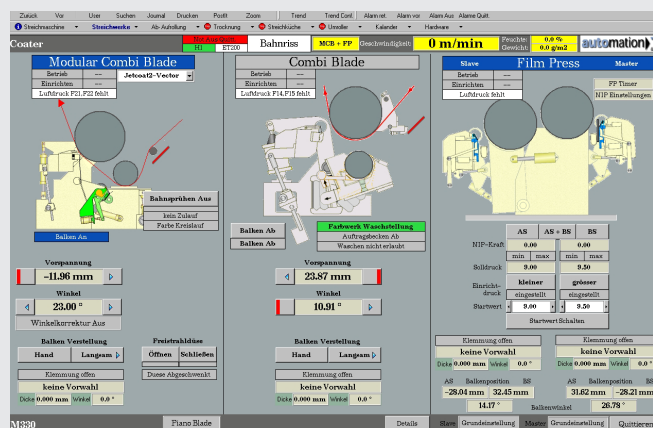 Zurück Vor User Suchen Journal Drucken Postit Zoom Trend Trend Conf. Alarm ret Alarm vor Alarm Aus Alarme Quitt.
Streichmaschine Streichwerke Ab- Aufrollung Trocknung Streichküche Umroller Kalander Hardware
Coater
H1 ET200
Bahnriss
MCB + FP
Geschwindigkeit:
0 m/min
Feuchte: 0.0 %
Gewicht: 0.0 g/m2
automation
Modular Combi Blade
Betrieb ---
Einrichten ---
Luftdruck F21,F22 fehlt
Jetcoat2-Vector
Bahnsprühen Aus
kein Zulauf
Farbe Kreislauf
Balken An
Vorspannung
-11.96 mm
Winkel
23.00 °
Winkelkorrektur Aus
Balken Verstellung
Hand Langsam
Klemmung offen
keine Vorwahl
Dicke 0.000 mm Winkel 0.0 °
Freistrahldüse
Öffnen Schließen
Duese Abgeschwenkt
Combi Blade
Betrieb ---
Einrichten ---
Luftdruck F14,F15 fehlt
Balken Ab
Balken Ab
Farbwerk Waschstellung
Auftragsbecken Ab
Waschen nicht erlaubt
Vorspannung
23.87 mm
Winkel
10.91 °
Balken Verstellung
Hand Langsam
Klemmung offen
keine Vorwahl
Dicke 0.000 mm Winkel 0.0 °
Slave Film Press Master
Betrieb ---
Einrichten ---
Luftdruck fehlt
FP Timer
NIP Einstellungen
AS AS + BS BS
NIP-Kraft 0.00 0.00
min max min max
Solldruck 9.00 9.50
Einricht-druck
kleiner grösser
eingestellt eingestellt
Startwert 9.00 9.50
Startwert Schalten
Klemmung offen Klemmung offen
keine Vorwahl keine Vorwahl
Dicke 0.000 mm Winkel 0.0 ° Dicke 0.000 mm Winkel 0.0 °
AS Balkenposition BS AS Balkenposition BS
-28.04 mm 32.45 mm 31.62 mm -28.21 mm
14.17 ° Balkenwinkel 26.78 °
M330 Piano Blade Details Slave Grundeinstellung Master Grundeinstellung Quittieren